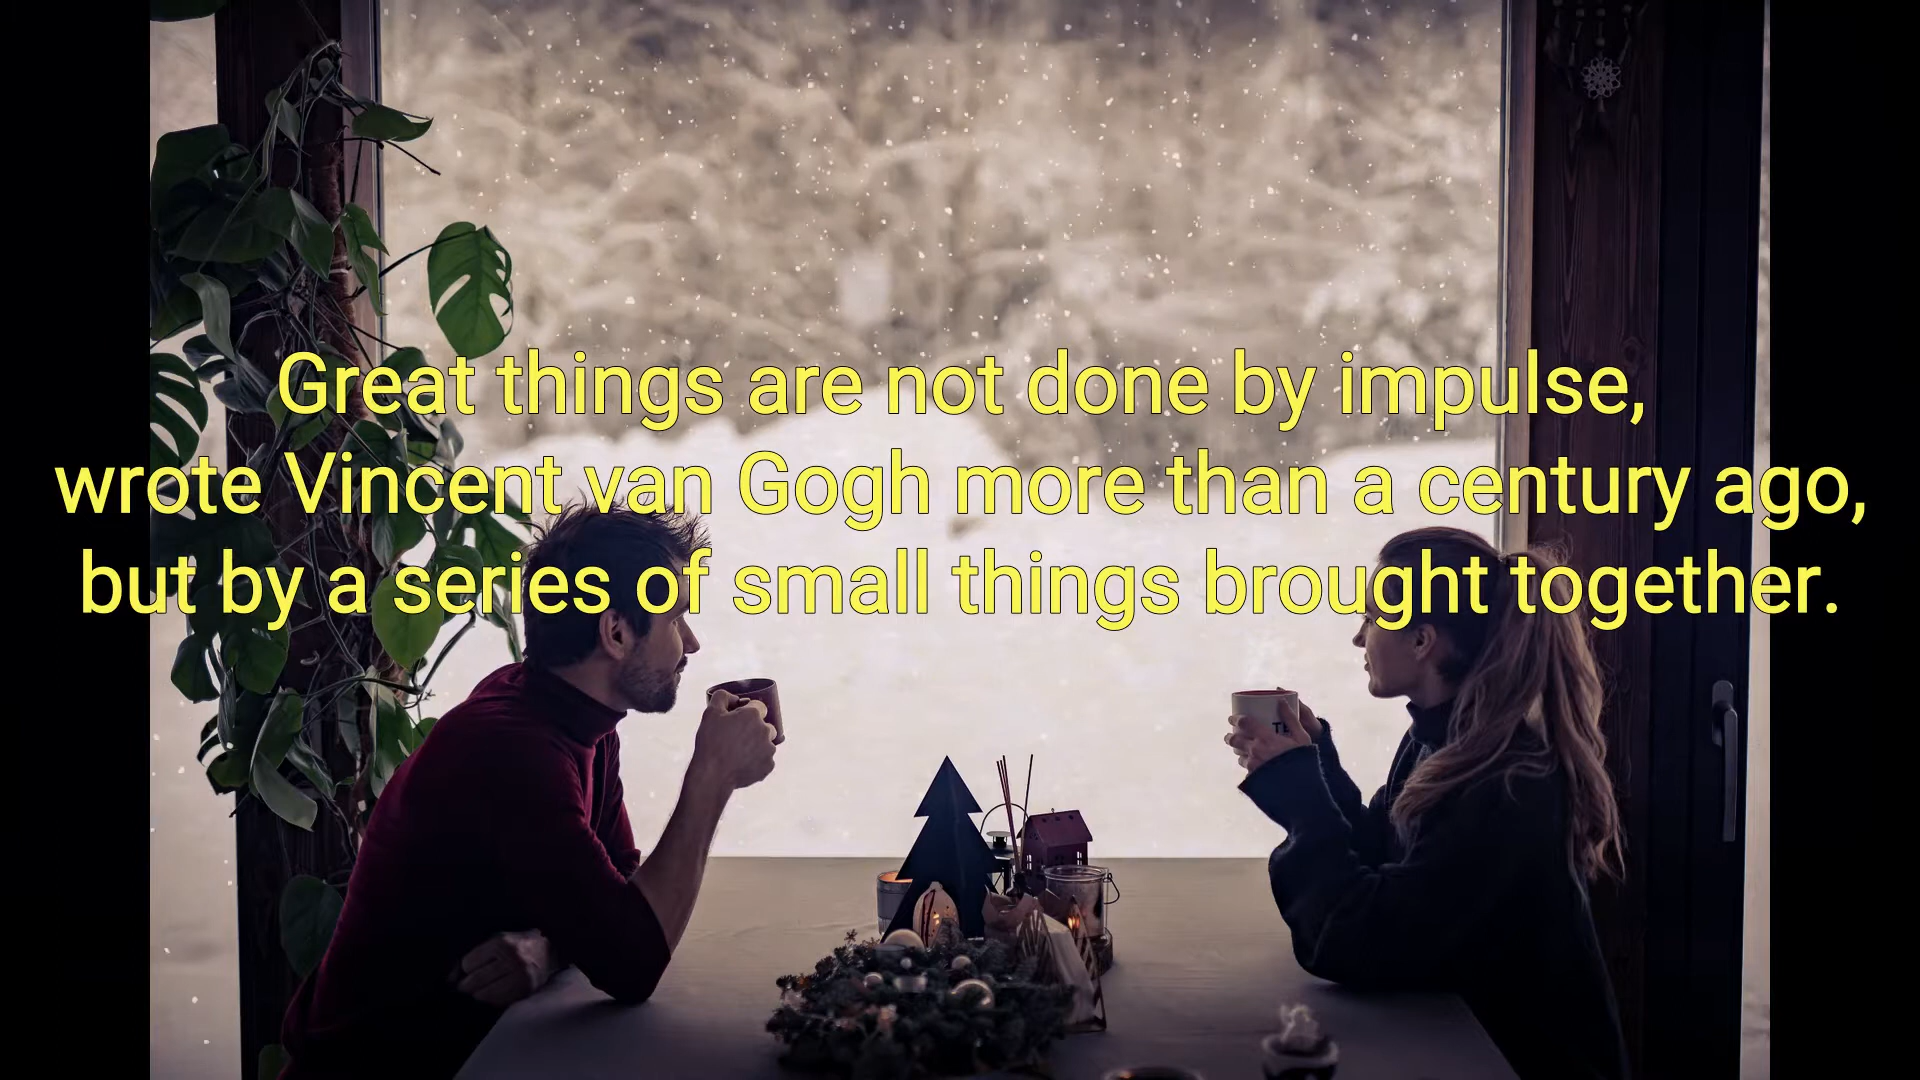 Great things are not done by impulse,
wrote Vincent van Gogh more than a century ago,
but by a series of small things brought together.